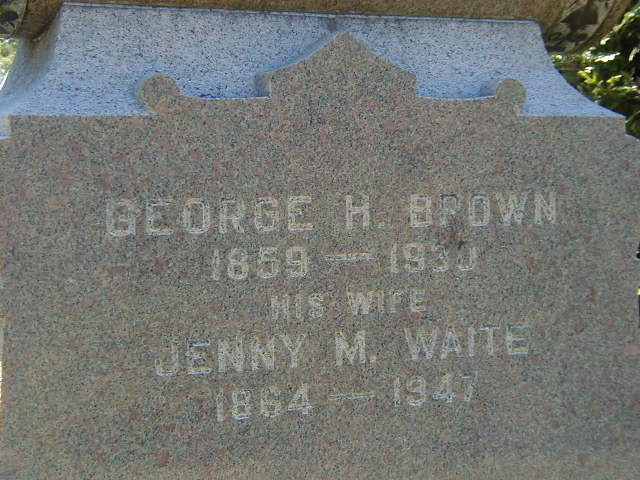 GEORGE H. BROWN
1859 — 1930
HIS WIFE
JENNY M. WAITE
1864 — 1947